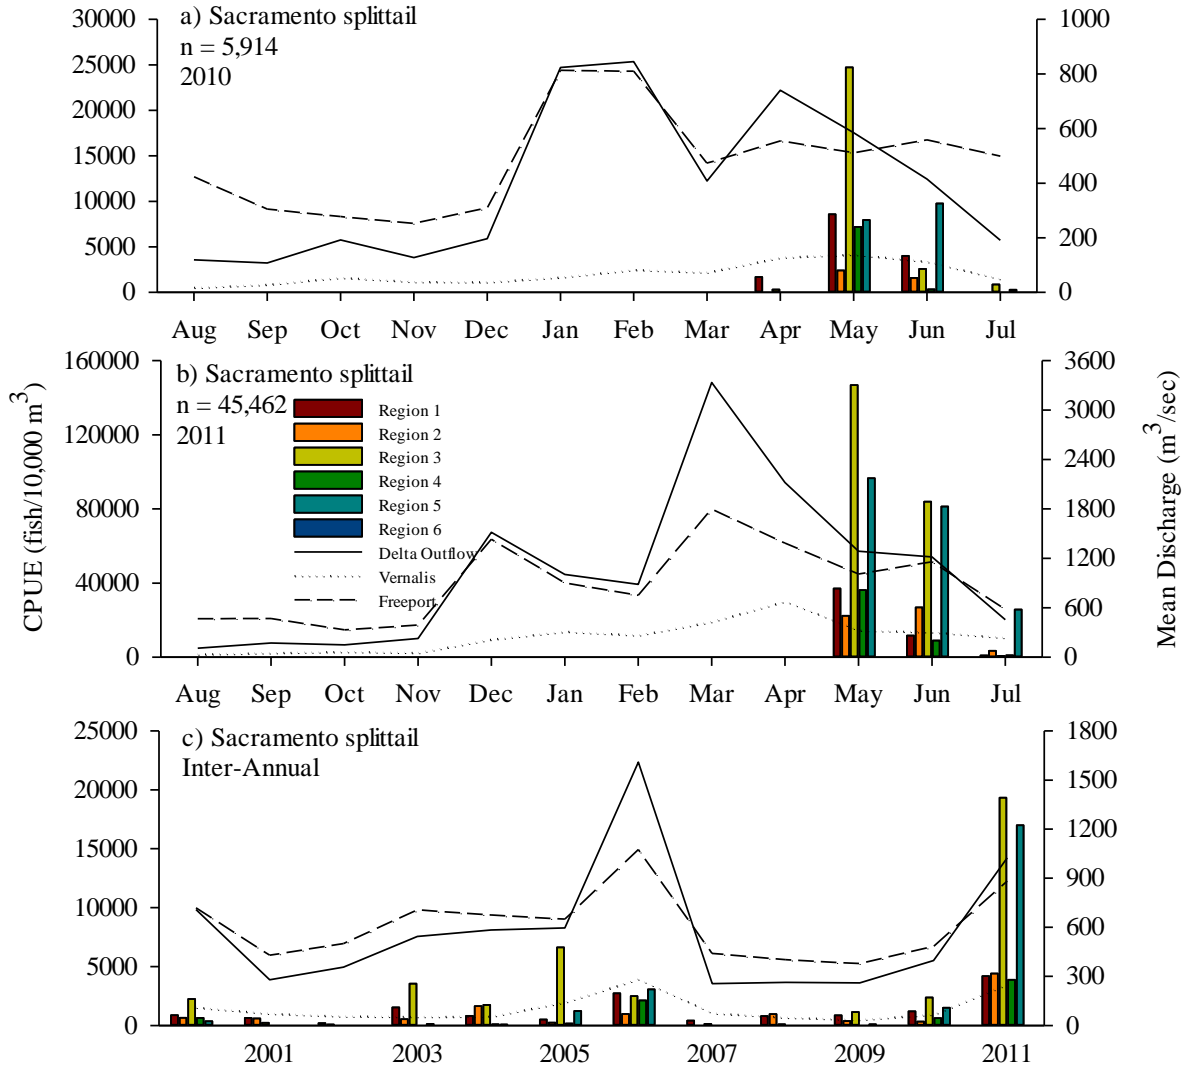 a) Sacramento splittail
n = 5,914
2010
30000
25000
20000
15000
10000
5000
0
1000
800
600
400
200
0
Aug Sep Oct Nov Dec Jan Feb Mar Apr May Jun Jul
CPUE (fish/10,000 m³)
Mean Discharge (m³/sec)
b) Sacramento splittail
n = 45,462
2011
160000
120000
80000
40000
0
3600
3000
2400
1800
1200
600
0
Region 1
Region 2
Region 3
Region 4
Region 5
Region 6
Delta Outflow
Vernalis
Freeport
Aug Sep Oct Nov Dec Jan Feb Mar Apr May Jun Jul
c) Sacramento splittail
Inter-Annual
25000
20000
15000
10000
5000
0
1800
1500
1200
900
600
300
0
2001 2003 2005 2007 2009 2011